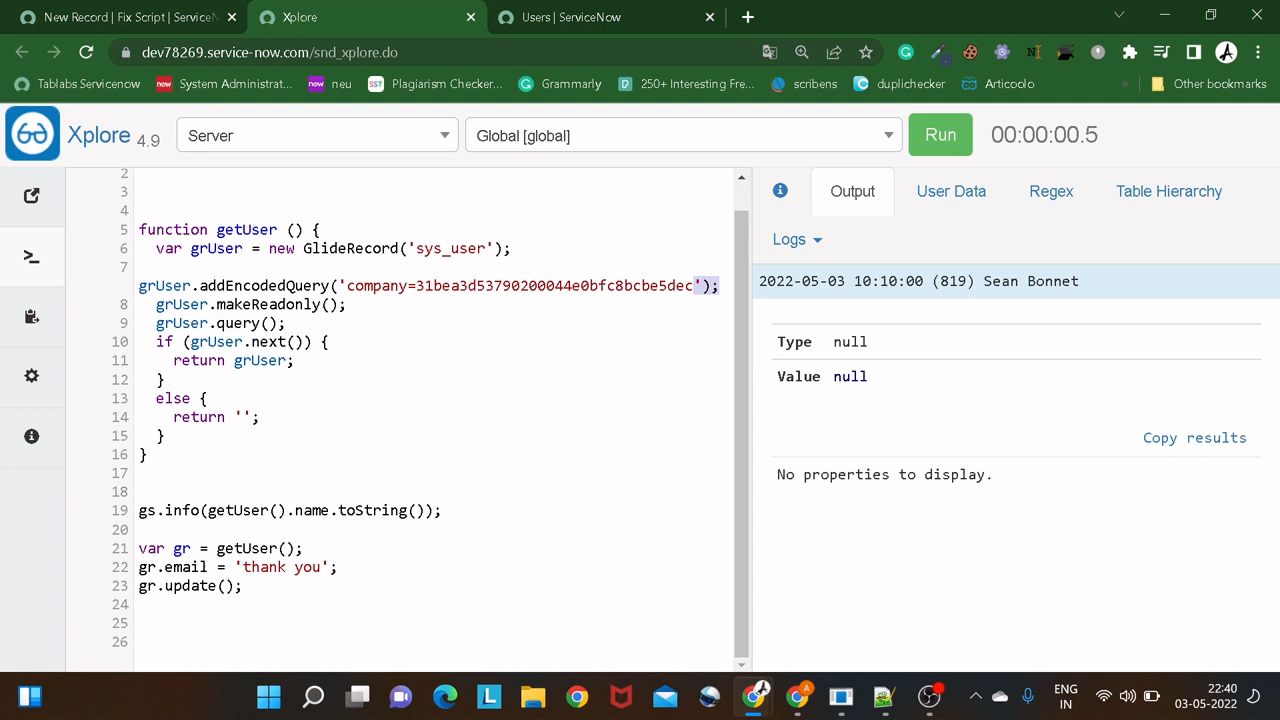 New Record | Fix Script | ServiceN
Xplore
Users | ServiceNow
dev78269.service-now.com/snd_xplore.do
Tablabs Servicenow
now
System Administrat...
now
neu
SST
Plagiarism Checker...
Grammarly
250+ Interesting Fre...
scribens
duplichecker
Articoolo
»
Other bookmarks
Xplore 4.9
Server
Global [global]
Run
00:00:00.5
Output
User Data
Regex
Table Hierarchy
Logs
2
3
4
5 function getUser () {
6 var grUser = new GlideRecord('sys_user');
7
grUser.addEncodedQuery('company=31bea3d53790200044e0bfc8bcbe5dec');
8 grUser.makeReadonly();
9 grUser.query();
10 if (grUser.next()) {
11 return grUser;
12 }
13 else {
14 return '';
15 }
16 }
17
18
19 gs.info(getUser().name.toString());
20
21 var gr = getUser();
22 gr.email = 'thank you';
23 gr.update();
24
25
26
2022-05-03 10:10:00 (819) Sean Bonnet
Type null
Value null
Copy results
No properties to display.
ENG
IN
22:40
03-05-2022